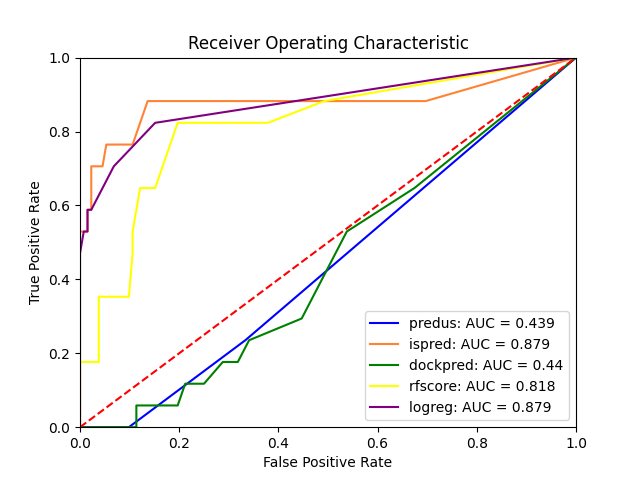 Receiver Operating Characteristic
1.0
0.8
0.6
0.4
0.2
0.0
True Positive Rate
predus: AUC = 0.439
ispred: AUC = 0.879
dockpred: AUC = 0.44
rfscore: AUC = 0.818
logreg: AUC = 0.879
0.0 0.2 0.4 0.6 0.8 1.0
False Positive Rate